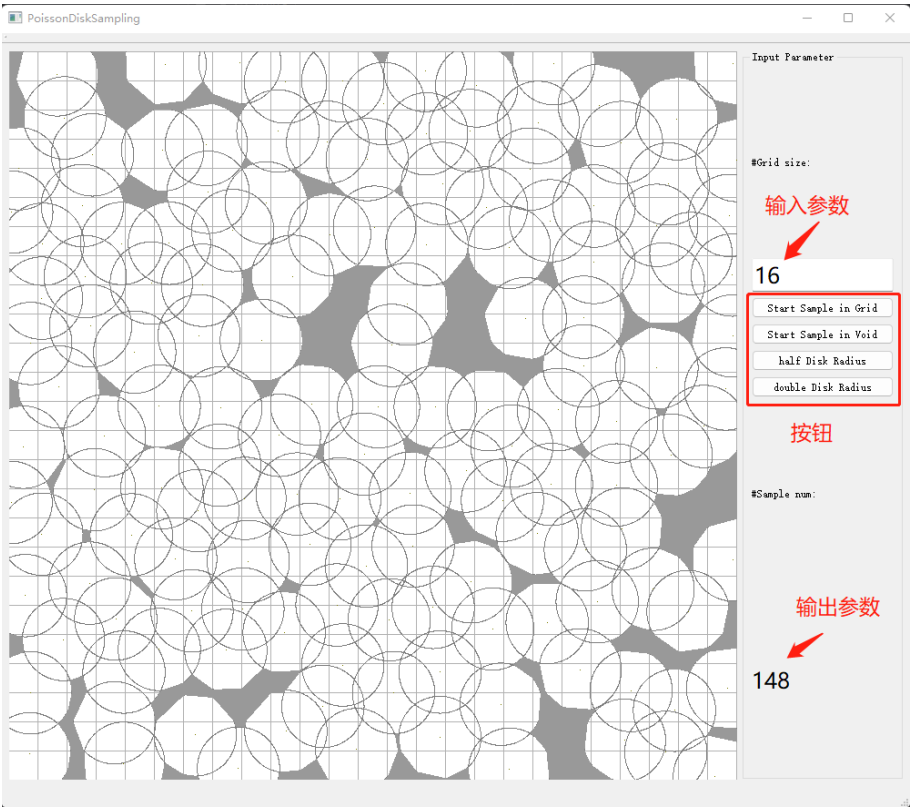 PoissonDiskSampling
Input Parameter
#Grid size:
输入参数
16
Start Sample in Grid
Start Sample in Void
half Disk Radius
double Disk Radius
按钮
#Sample num:
输出参数
148